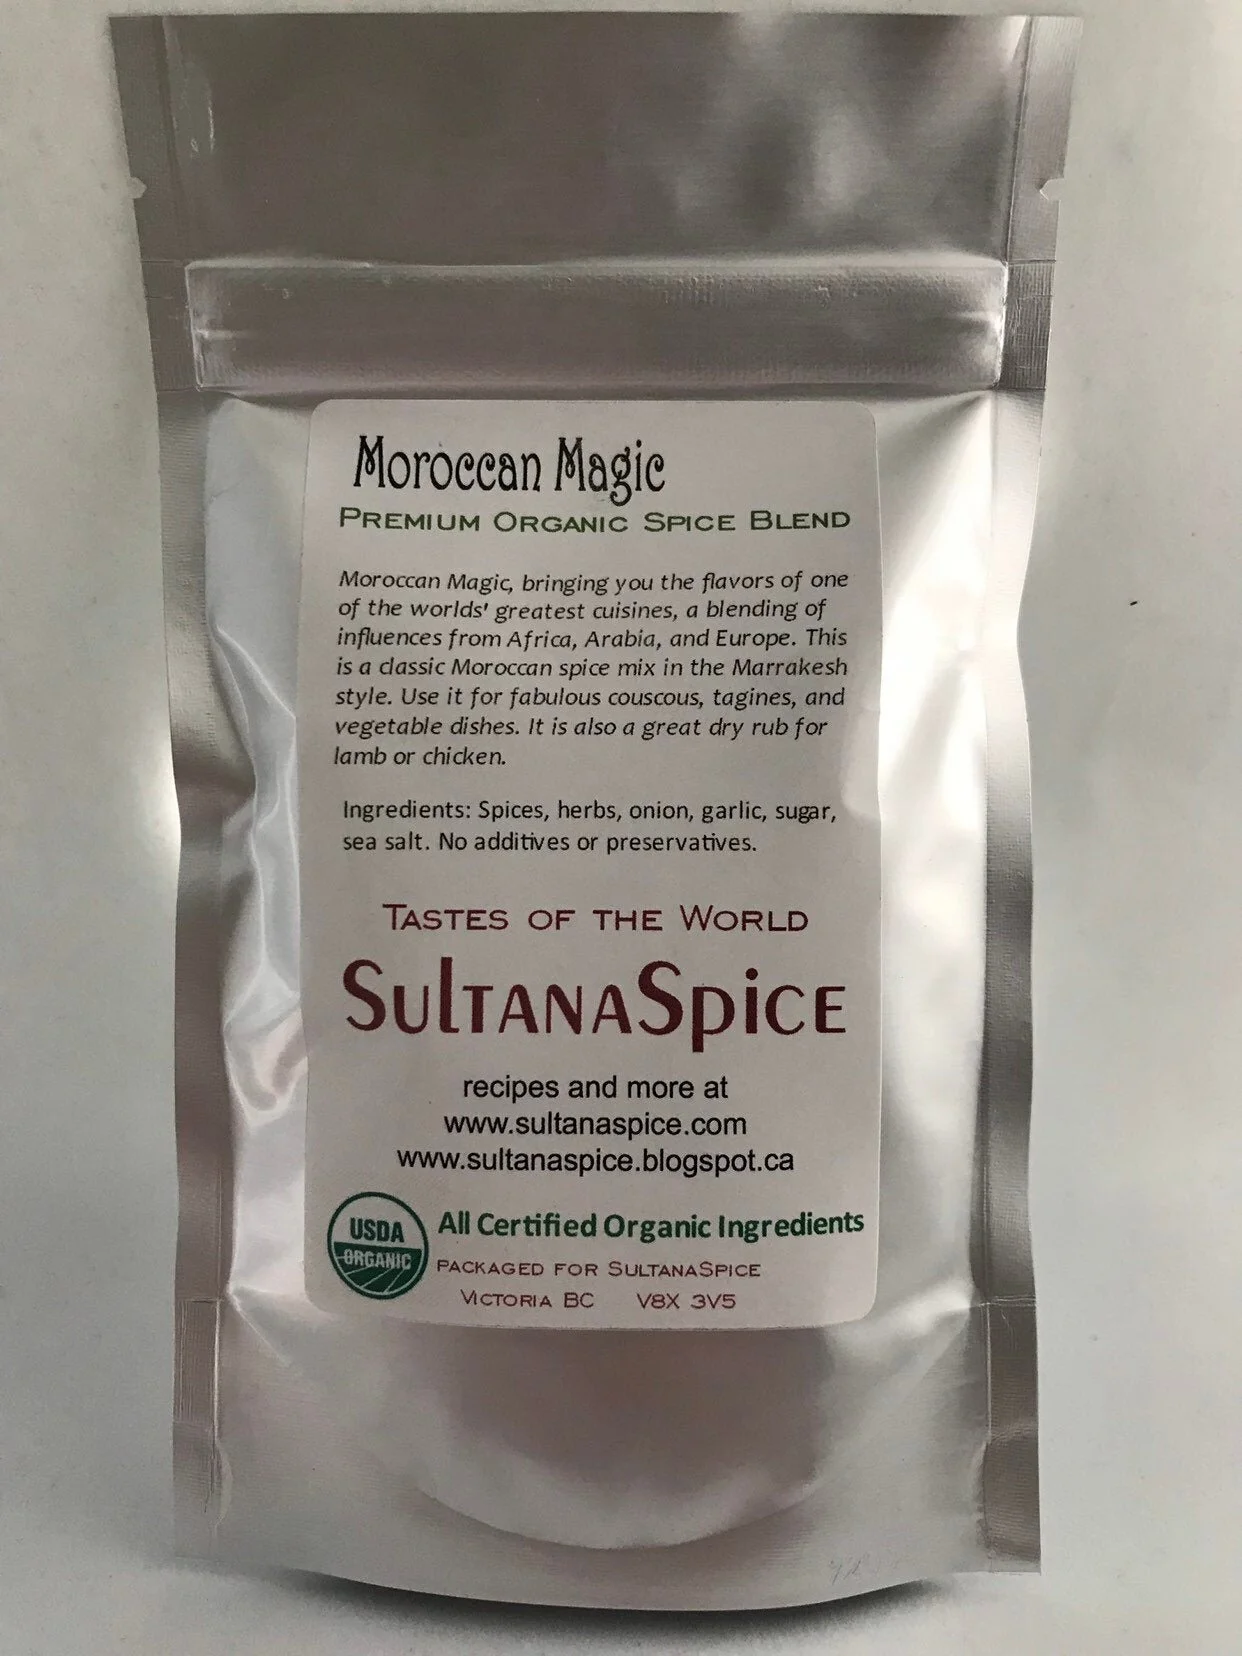 Moroccan Magic
PREMIUM ORGANIC SPICE BLEND
Moroccan Magic, bringing you the flavors of one
of the worlds' greatest cuisines, a blending of
influences from Africa, Arabia, and Europe. This
is a classic Moroccan spice mix in the Marrakesh
style. Use it for fabulous couscous, tagines, and
vegetable dishes. It is also a great dry rub for
lamb or chicken.
Ingredients: Spices, herbs, onion, garlic, sugar,
sea salt. No additives or preservatives.
TASTES OF THE WORLD
SultanaSpice
recipes and more at
www.sultanaspice.com
www.sultanaspice.blogspot.ca
USDA
ORGANIC
All Certified Organic Ingredients
PACKAGED FOR SULTANASPICE
VICTORIA BC V8X 3V5